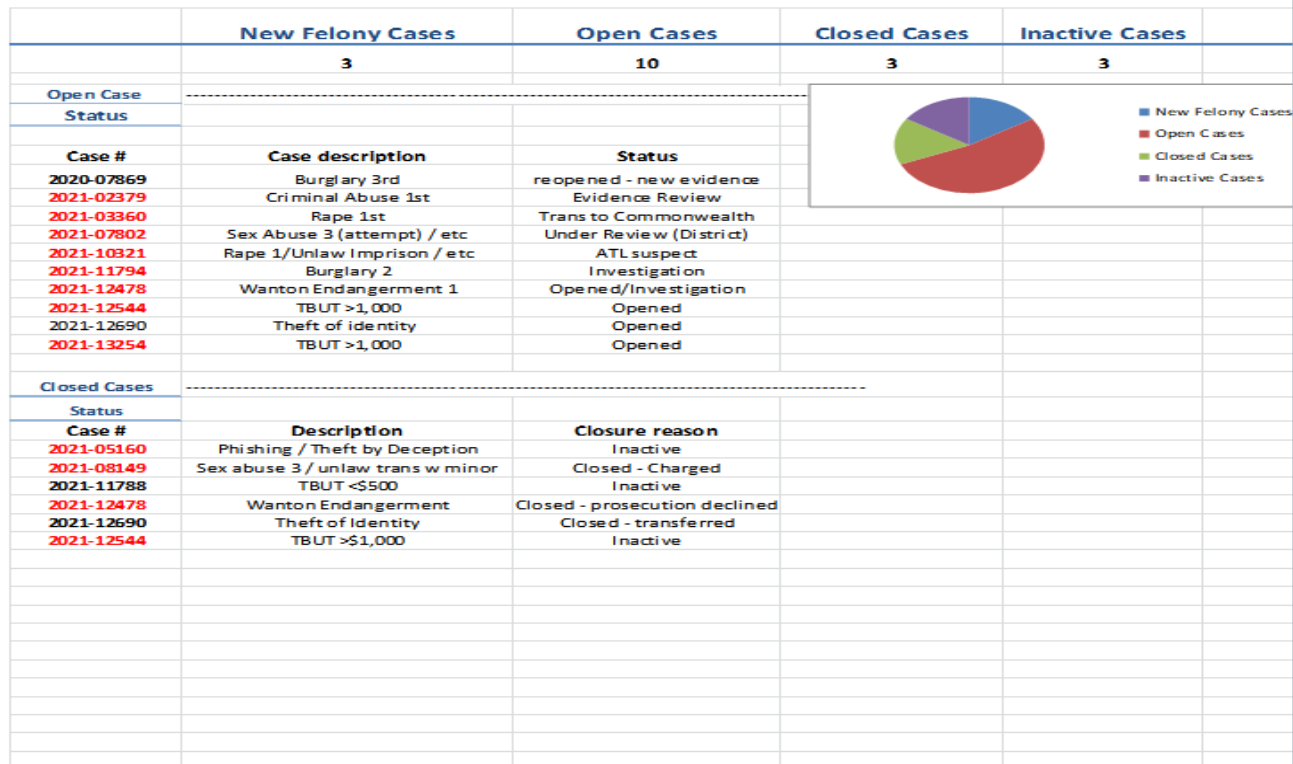 New Felony Cases Open Cases Closed Cases Inactive Cases
3 10 3 3
Open Case ----------------------------------------------------------------------------------------
Status
New Felony Cases
Open Cases
Closed Cases
Inactive Cases
Case # Case description Status
2020-07869 Burglary 3rd reopened - new evidence
2021-02379 Criminal Abuse 1st Evidence Review
2021-03360 Rape 1st Trans to Commonwealth
2021-07802 Sex Abuse 3 (attempt) / etc Under Review (District)
2021-10321 Rape 1/Unlaw Imprison / etc ATL suspect
2021-11794 Burglary 2 Investigation
2021-12478 Wanton Endangerment 1 Opened/Investigation
2021-12544 TBUT >1,000 Opened
2021-12690 Theft of identity Opened
2021-13254 TBUT >1,000 Opened
Closed Cases ----------------------------------------------------------------------------------------
Status
Case # Description Closure reason
2021-05160 Phishing / Theft by Deception Inactive
2021-08149 Sex abuse 3 / unlaw trans w minor Closed - Charged
2021-11788 TBUT <$500 Inactive
2021-12478 Wanton Endangerment Closed - prosecution declined
2021-12690 Theft of Identity Closed - transferred
2021-12544 TBUT >$1,000 Inactive